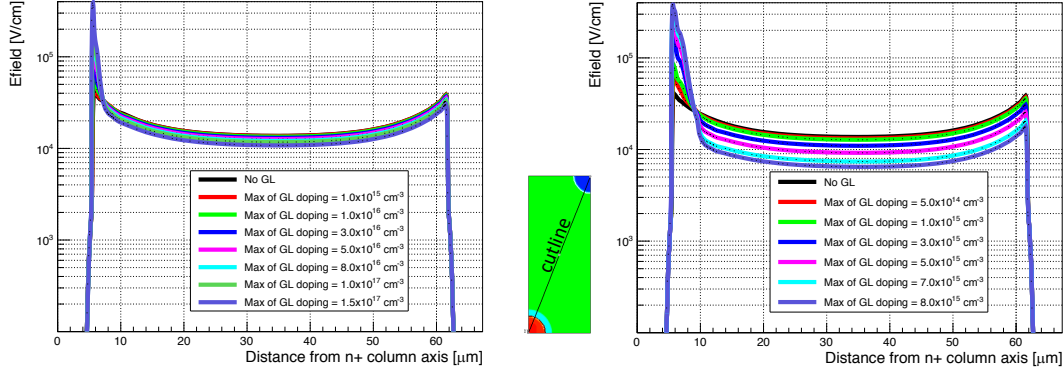 Efield [V/cm]
10⁵
10⁴
10³
0 10 20 30 40 50 60
Distance from n+ column axis [μm]
No GL
Max of GL doping = 1.0x10¹⁵ cm⁻³
Max of GL doping = 1.0x10¹⁶ cm⁻³
Max of GL doping = 3.0x10¹⁶ cm⁻³
Max of GL doping = 5.0x10¹⁶ cm⁻³
Max of GL doping = 8.0x10¹⁶ cm⁻³
Max of GL doping = 1.0x10¹⁷ cm⁻³
Max of GL doping = 1.5x10¹⁷ cm⁻³
cutline
Efield [V/cm]
10⁵
10⁴
10³
0 10 20 30 40 50 60
Distance from n+ column axis [μm]
No GL
Max of GL doping = 5.0x10¹⁴ cm⁻³
Max of GL doping = 1.0x10¹⁵ cm⁻³
Max of GL doping = 3.0x10¹⁵ cm⁻³
Max of GL doping = 5.0x10¹⁵ cm⁻³
Max of GL doping = 7.0x10¹⁵ cm⁻³
Max of GL doping = 8.0x10¹⁵ cm⁻³